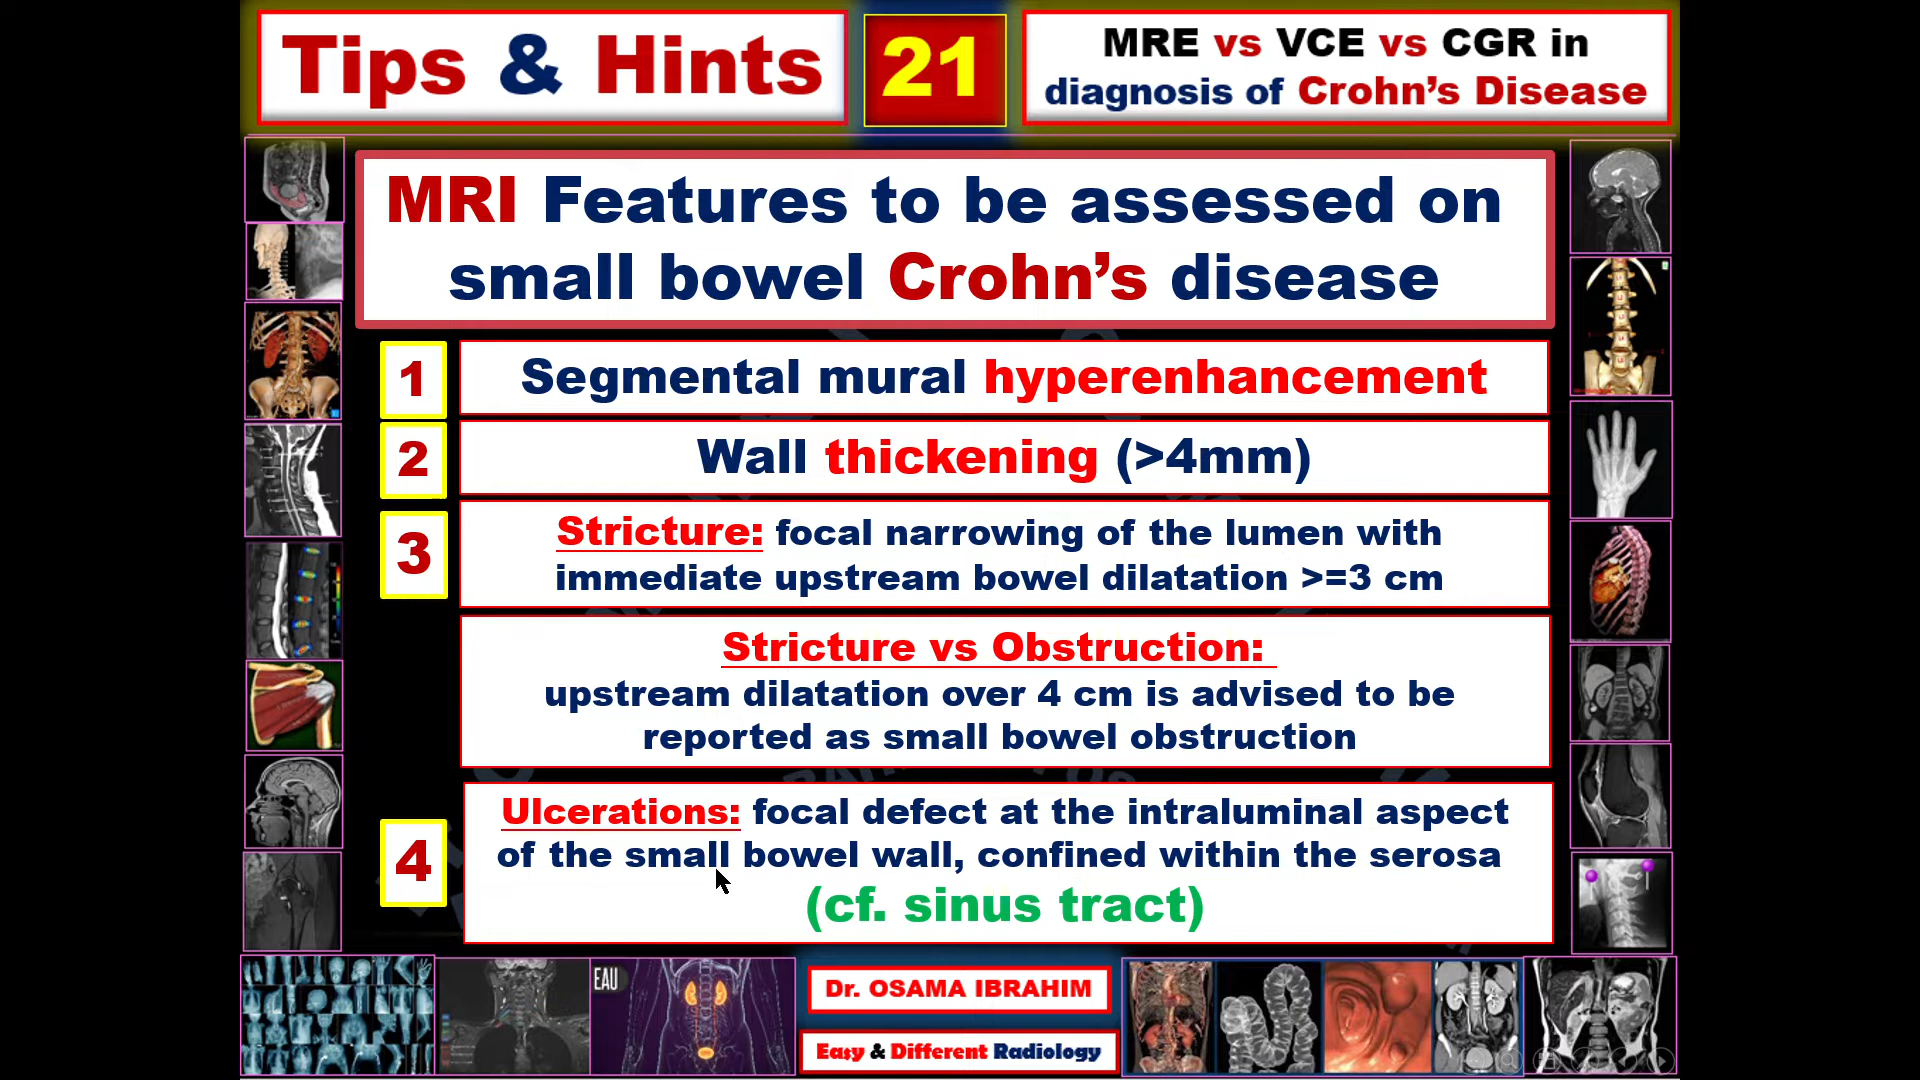 Tips & Hints
21
MRE vs VCE vs CGR in
diagnosis of Crohn's Disease
MRI Features to be assessed on
small bowel Crohn's disease
1
Segmental mural hyperenhancement
2
Wall thickening (>4mm)
3
Stricture: focal narrowing of the lumen with
immediate upstream bowel dilatation >=3 cm
Stricture vs Obstruction:
upstream dilatation over 4 cm is advised to be
reported as small bowel obstruction
4
Ulcerations: focal defect at the intraluminal aspect
of the small bowel wall, confined within the serosa
(cf. sinus tract)
EAU
Dr. OSAMA IBRAHIM
Easy & Different Radiology